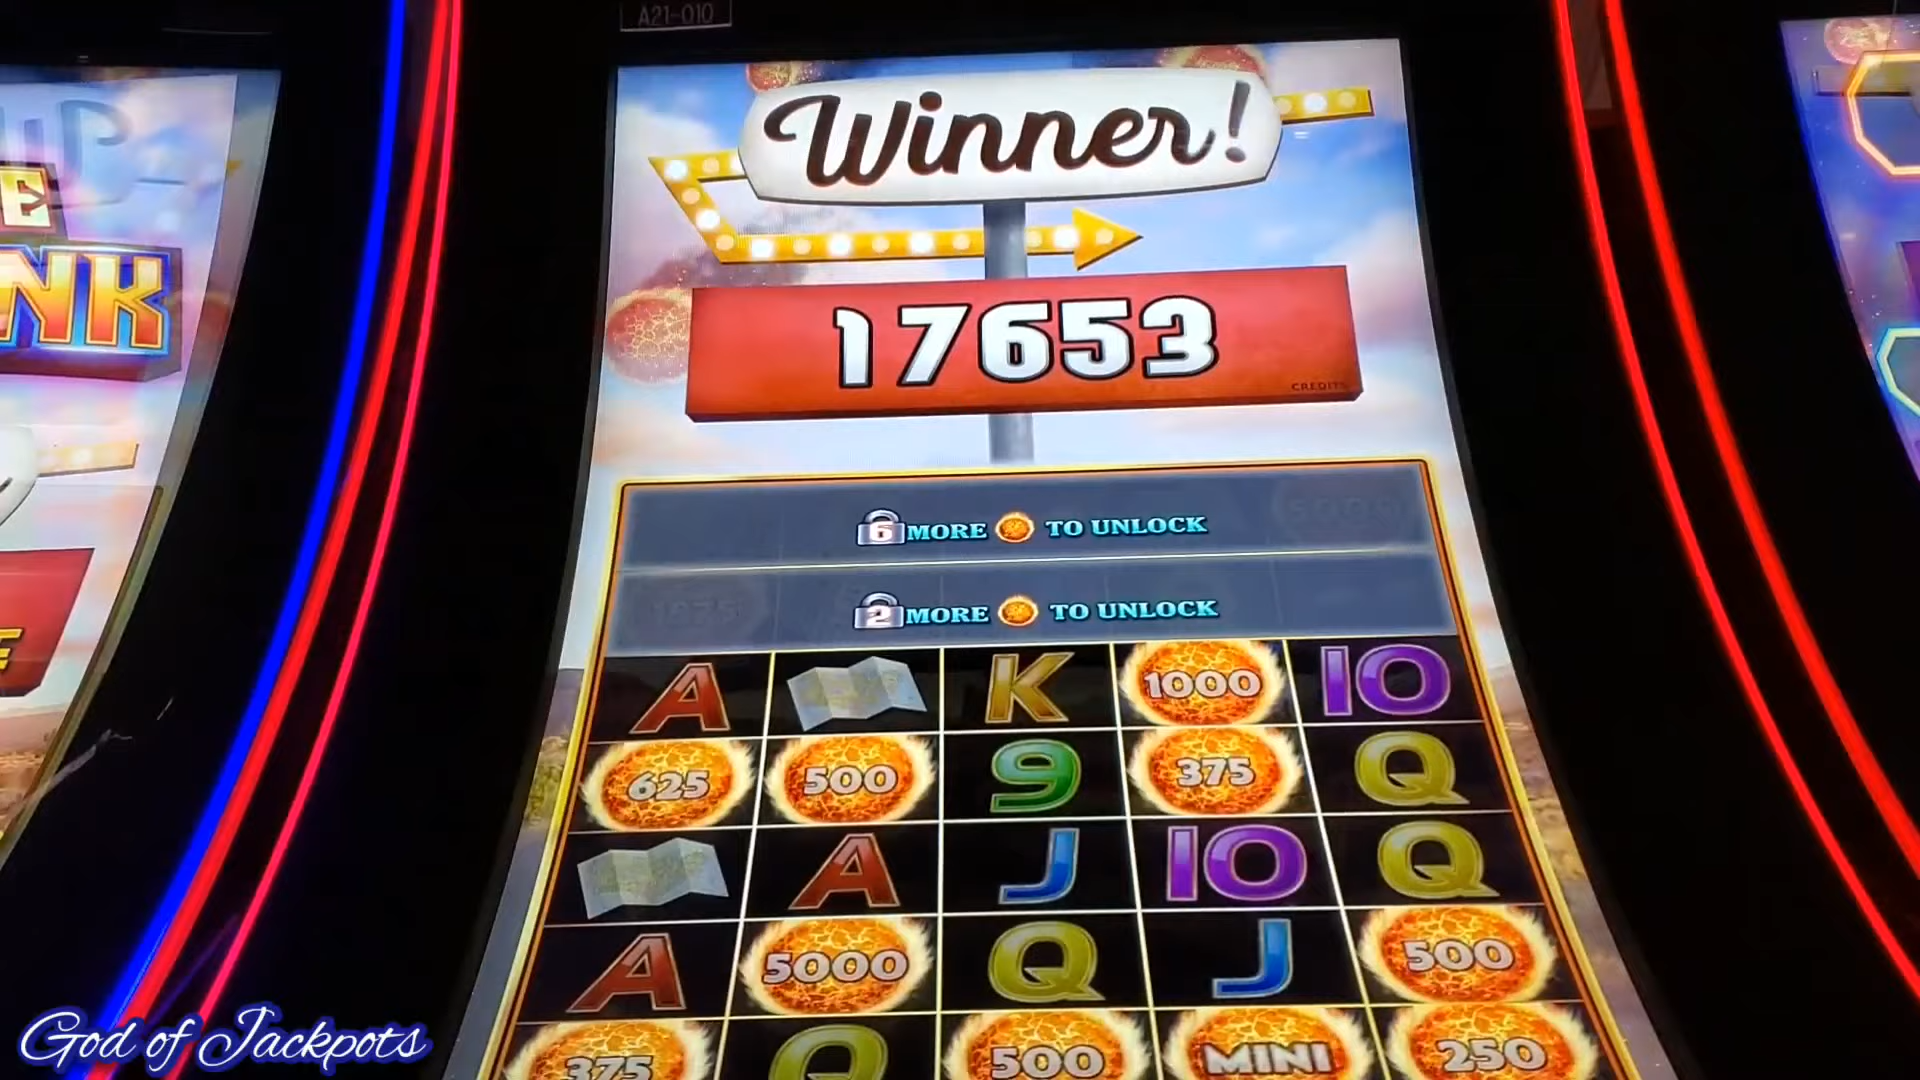 A21-010
Winner!
17653
CREDITS
E
NK
6 MORE TO UNLOCK
2 MORE TO UNLOCK
1875
A K 1000 10
625 500 9 375 Q
A J 10 Q
A 5000 Q J 500
375 Q 500 MINI 250
God of Jackpots